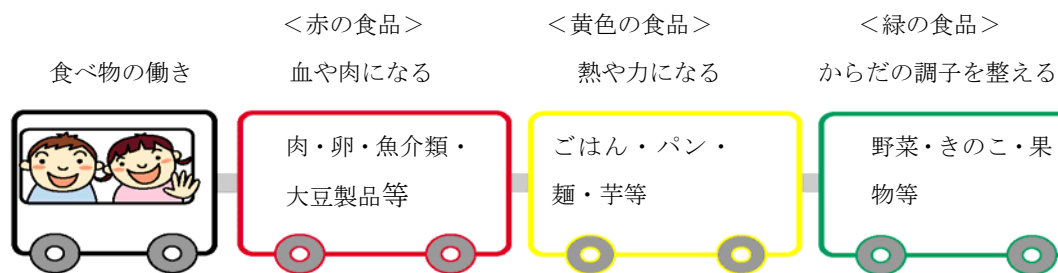 ＜赤の食品＞ ＜黄色の食品＞ ＜緑の食品＞
食べ物の働き 血や肉になる 熱や力になる からだの調子を整える
肉・卵・魚介類・
大豆製品等
ごはん・パン・
麺・芋等
野菜・きのこ・果
物等